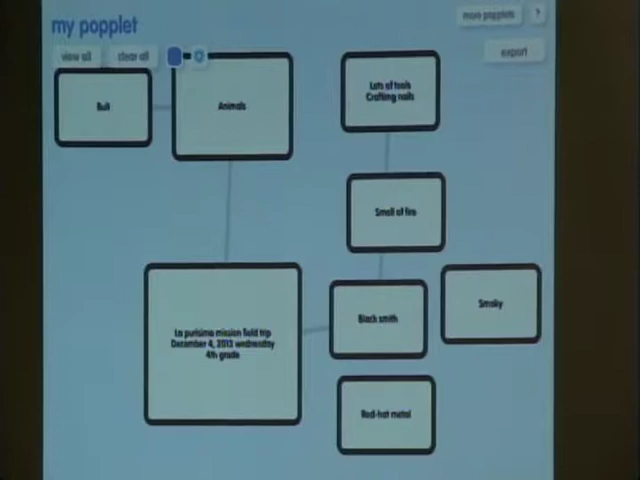 my popplet
more popplets
?
view all
clear all
export
Bull
Animals
Lots of tools
Crafting nails
Smell of fire
Black smith
Smoky
La purisima mission field trip
December 4, 2013 wednesday
4th grade
Red-hot metal